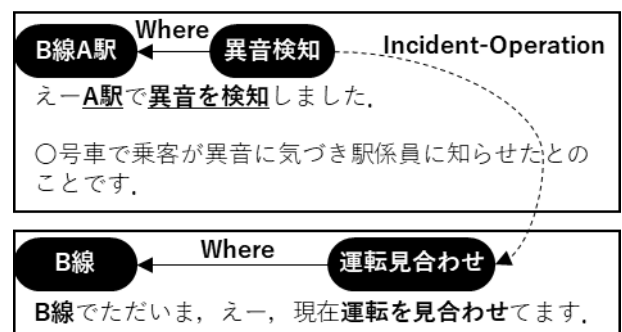 B線A駅 Where 異音検知 Incident-Operation
えーA駅で異音を検知しました．
〇号車で乗客が異音に気づき駅係員に知らせたとの
ことです．
B線 Where 運転見合わせ
B線でただいま，えー，現在運転を見合わせてます．